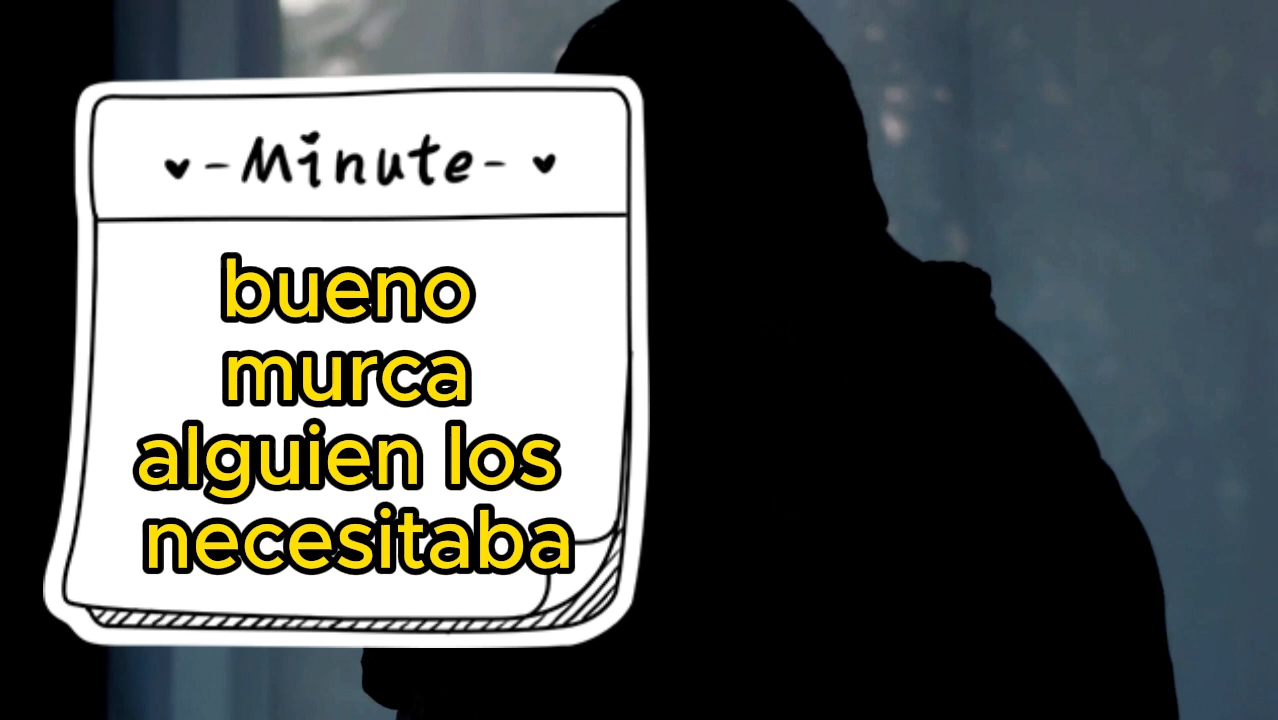 -Minute-
bueno
murca
alguien los
necesitaba